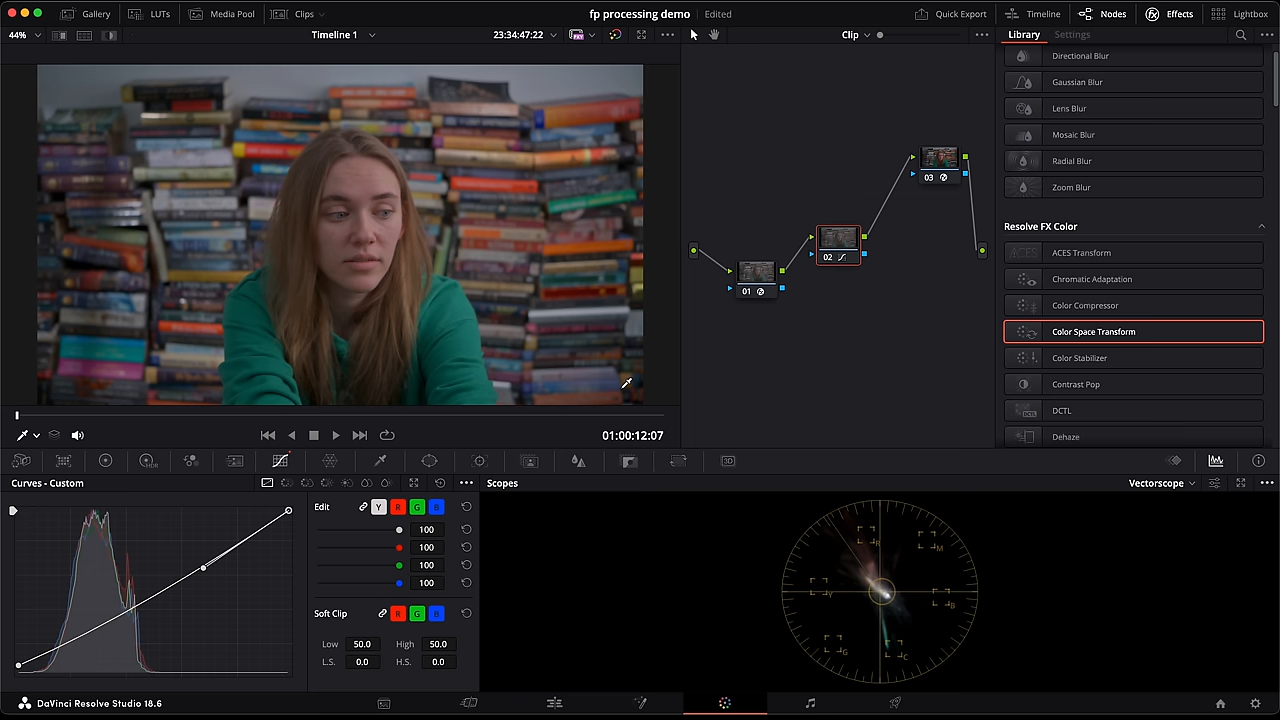 Gallery LUTs Media Pool Clips fp processing demo Edited Quick Export Timeline Nodes Effects Lightbox
44% Timeline 1 23:34:47:22 Clip Library Settings
Directional Blur
Gaussian Blur
Lens Blur
Mosaic Blur
Radial Blur
Zoom Blur
Resolve FX Color
ACES Transform
Chromatic Adaptation
Color Compressor
Color Space Transform
Color Stabilizer
Contrast Pop
DCTL
Dehaze
03
02
01
01:00:12:07
HDR
3D
Curves - Custom
Scopes
Vectorscope
Edit Y R G B
100
100
100
100
Soft Clip R G B
Low 50.0 High 50.0
L.S. 0.0 H.S. 0.0
R
M
Y
B
G
C
DaVinci Resolve Studio 18.6